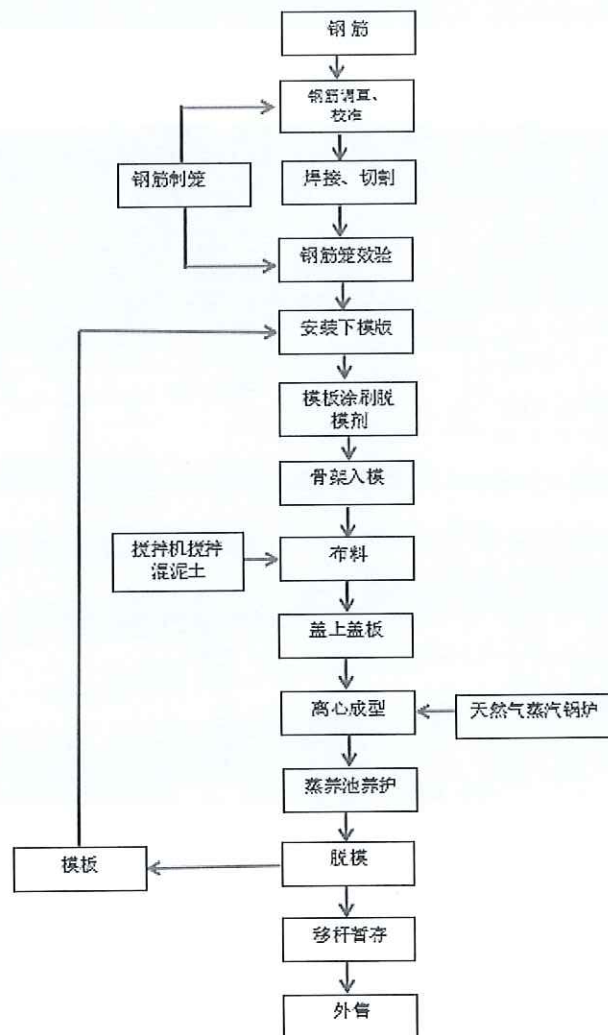 钢筋
钢筋调直、
校准
钢筋制笼
焊接、切割
钢筋笼效验
安装下模版
模板涂刷脱
模剂
骨架入模
搅拌机搅拌
混泥土
布料
盖上盖板
离心成型
天然气蒸汽锅炉
蒸养池养护
模板
脱模
移杆暂存
外售